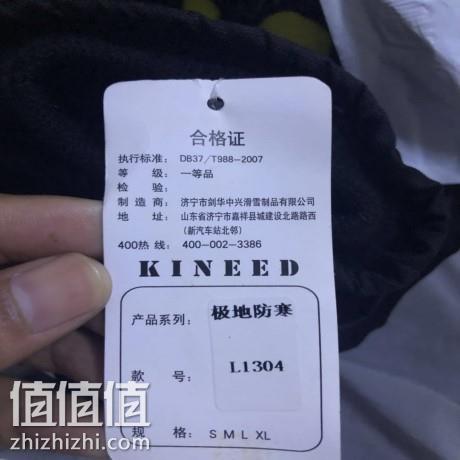 合格证
执行标准: DB37/T988-2007
等 级: 一等品
检 验:
制 造 商: 济宁市剑华中兴滑雪制品有限公司
地 址: 山东省济宁市嘉祥县城建设北路路西
(新汽车站北邻)
400热 线: 400-002-3386
KINEED
产品系列: 极地防寒
款 号: L1304
规 格: S M L XL
值值值
zhizhizhi.com